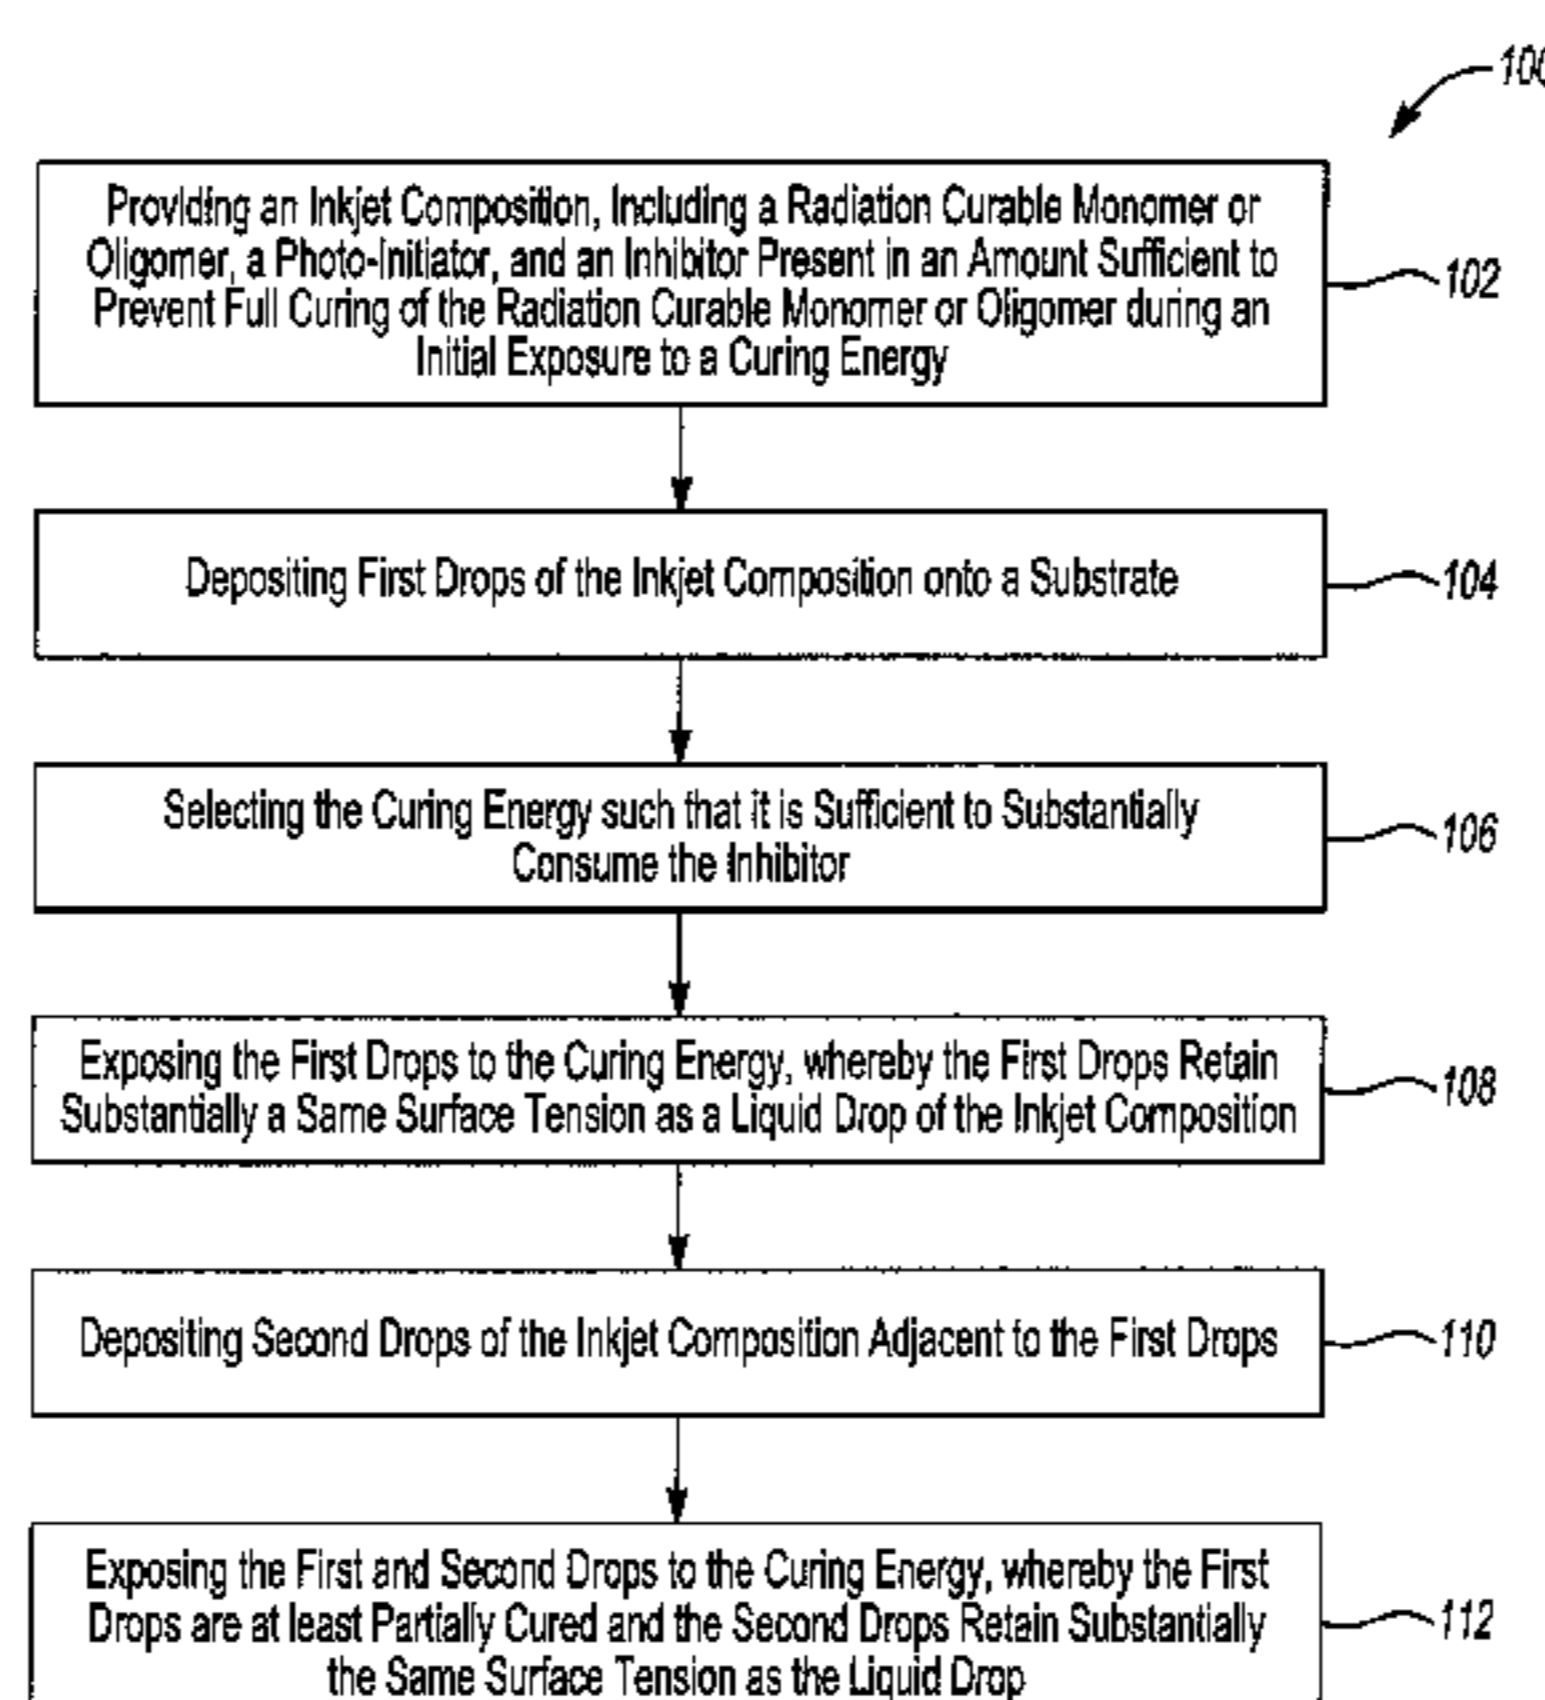 100
Providing an Inkjet Composition, Including a Radiation Curable Monomer or
Oligomer, a Photo-Initiator, and an Inhibitor Present in an Amount Sufficient to
Prevent Full Curing of the Radiation Curable Monomer or Oligomer during an
Initial Exposure to a Curing Energy
102
Depositing First Drops of the Inkjet Composition onto a Substrate
104
Selecting the Curing Energy such that it is Sufficient to Substantially
Consume the Inhibitor
106
Exposing the First Drops to the Curing Energy, whereby the First Drops Retain
Substantially a Same Surface Tension as a Liquid Drop of the Inkjet Composition
108
Depositing Second Drops of the Inkjet Composition Adjacent to the First Drops
110
Exposing the First and Second Drops to the Curing Energy, whereby the First
Drops are at least Partially Cured and the Second Drops Retain Substantially
the Same Surface Tension as the Liquid Drop
112